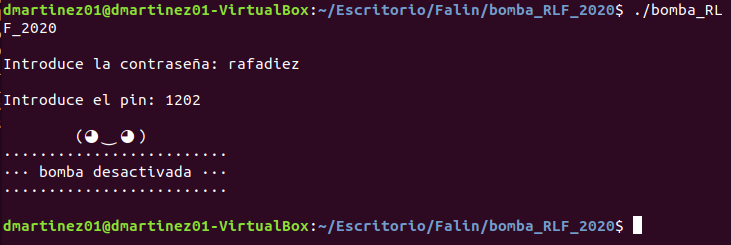 dmartinez01@dmartinez01-VirtualBox:~/Escritorio/Falin/bomba_RLF_2020$ ./bomba_RL
F_2020

Introduce la contraseña: rafadiez

Introduce el pin: 1202

(◕‿◕)
·························
··· bomba desactivada ···
·························

dmartinez01@dmartinez01-VirtualBox:~/Escritorio/Falin/bomba_RLF_2020$